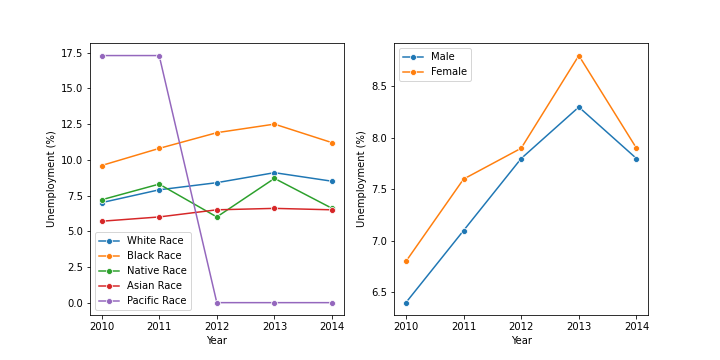 17.5
15.0
12.5
10.0
7.5
5.0
2.5
0.0
Unemployment (%)
White Race
Black Race
Native Race
Asian Race
Pacific Race
2010 2011 2012 2013 2014
Year
8.5
8.0
7.5
7.0
6.5
Unemployment (%)
Male
Female
2010 2011 2012 2013 2014
Year